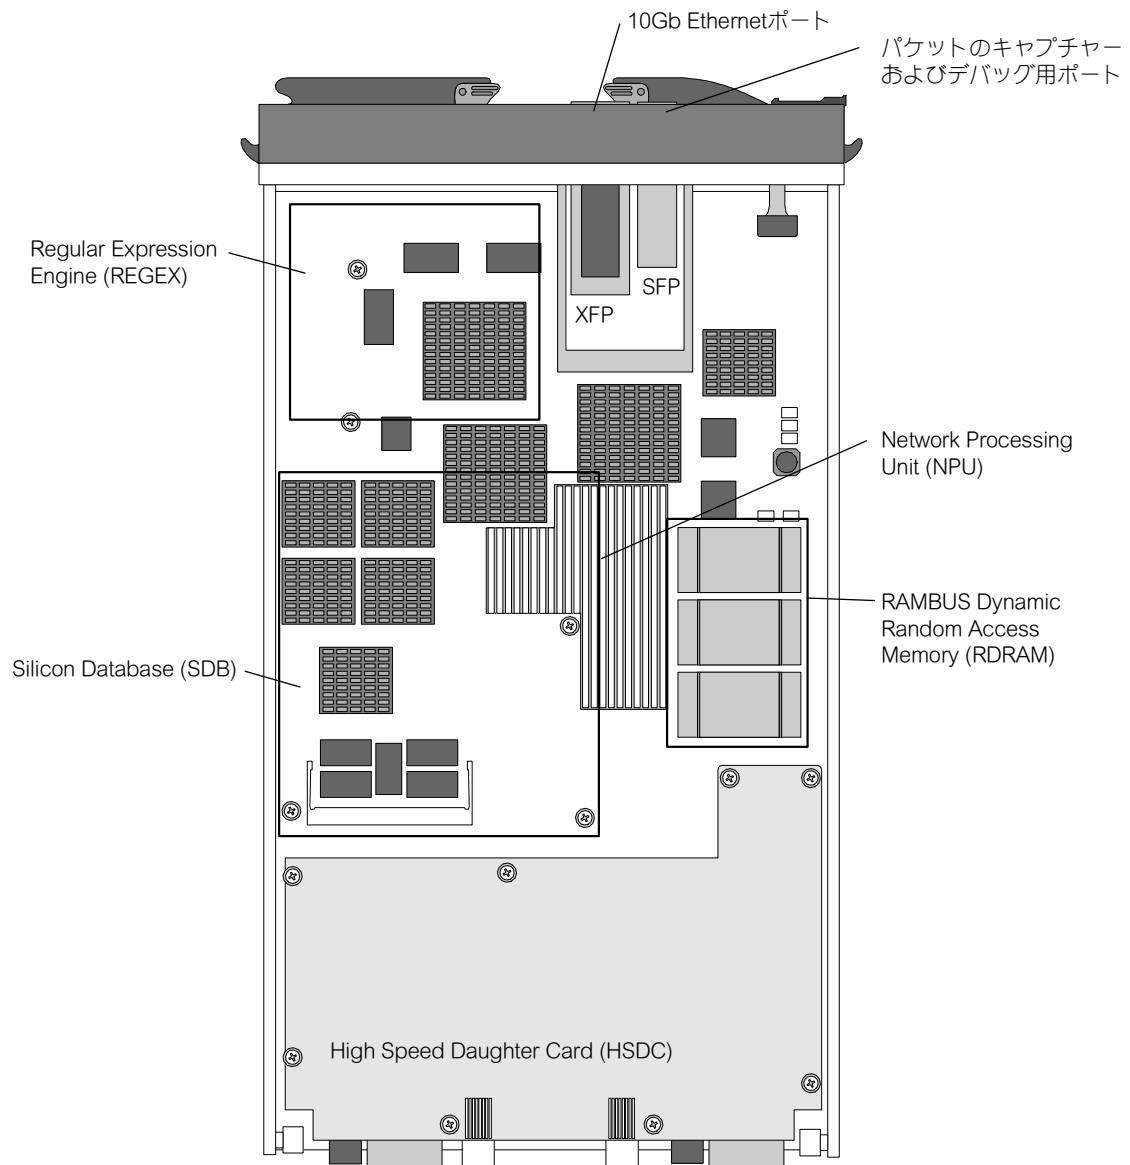 10Gb Ethernetポート
パケットのキャプチャー
およびデバッグ用ポート
Regular Expression
Engine (REGEX)
SFP
XFP
Network Processing
Unit (NPU)
RAMBUS Dynamic
Random Access
Memory (RDRAM)
Silicon Database (SDB)
High Speed Daughter Card (HSDC)